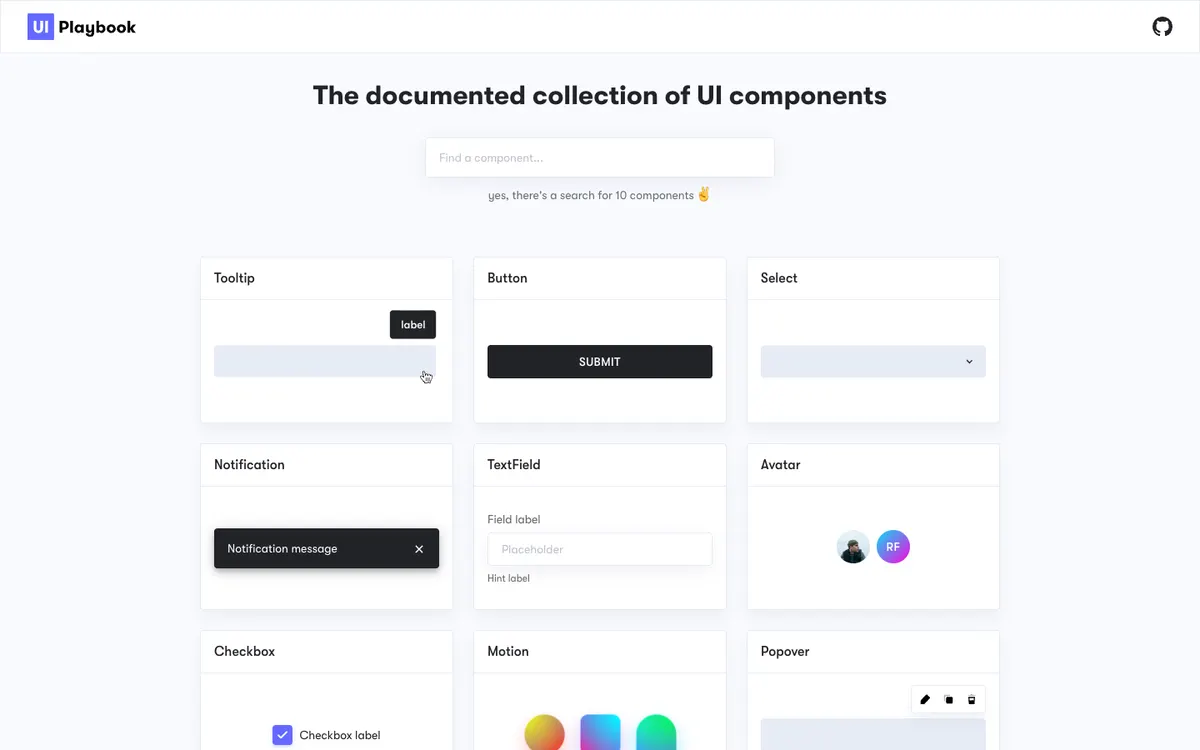 UI Playbook
The documented collection of UI components
Find a component...
yes, there's a search for 10 components ✌️
Tooltip
label
Button
SUBMIT
Select
Notification
Notification message
TextField
Field label
Placeholder
Hint label
Avatar
RF
Checkbox
Checkbox label
Motion
Popover